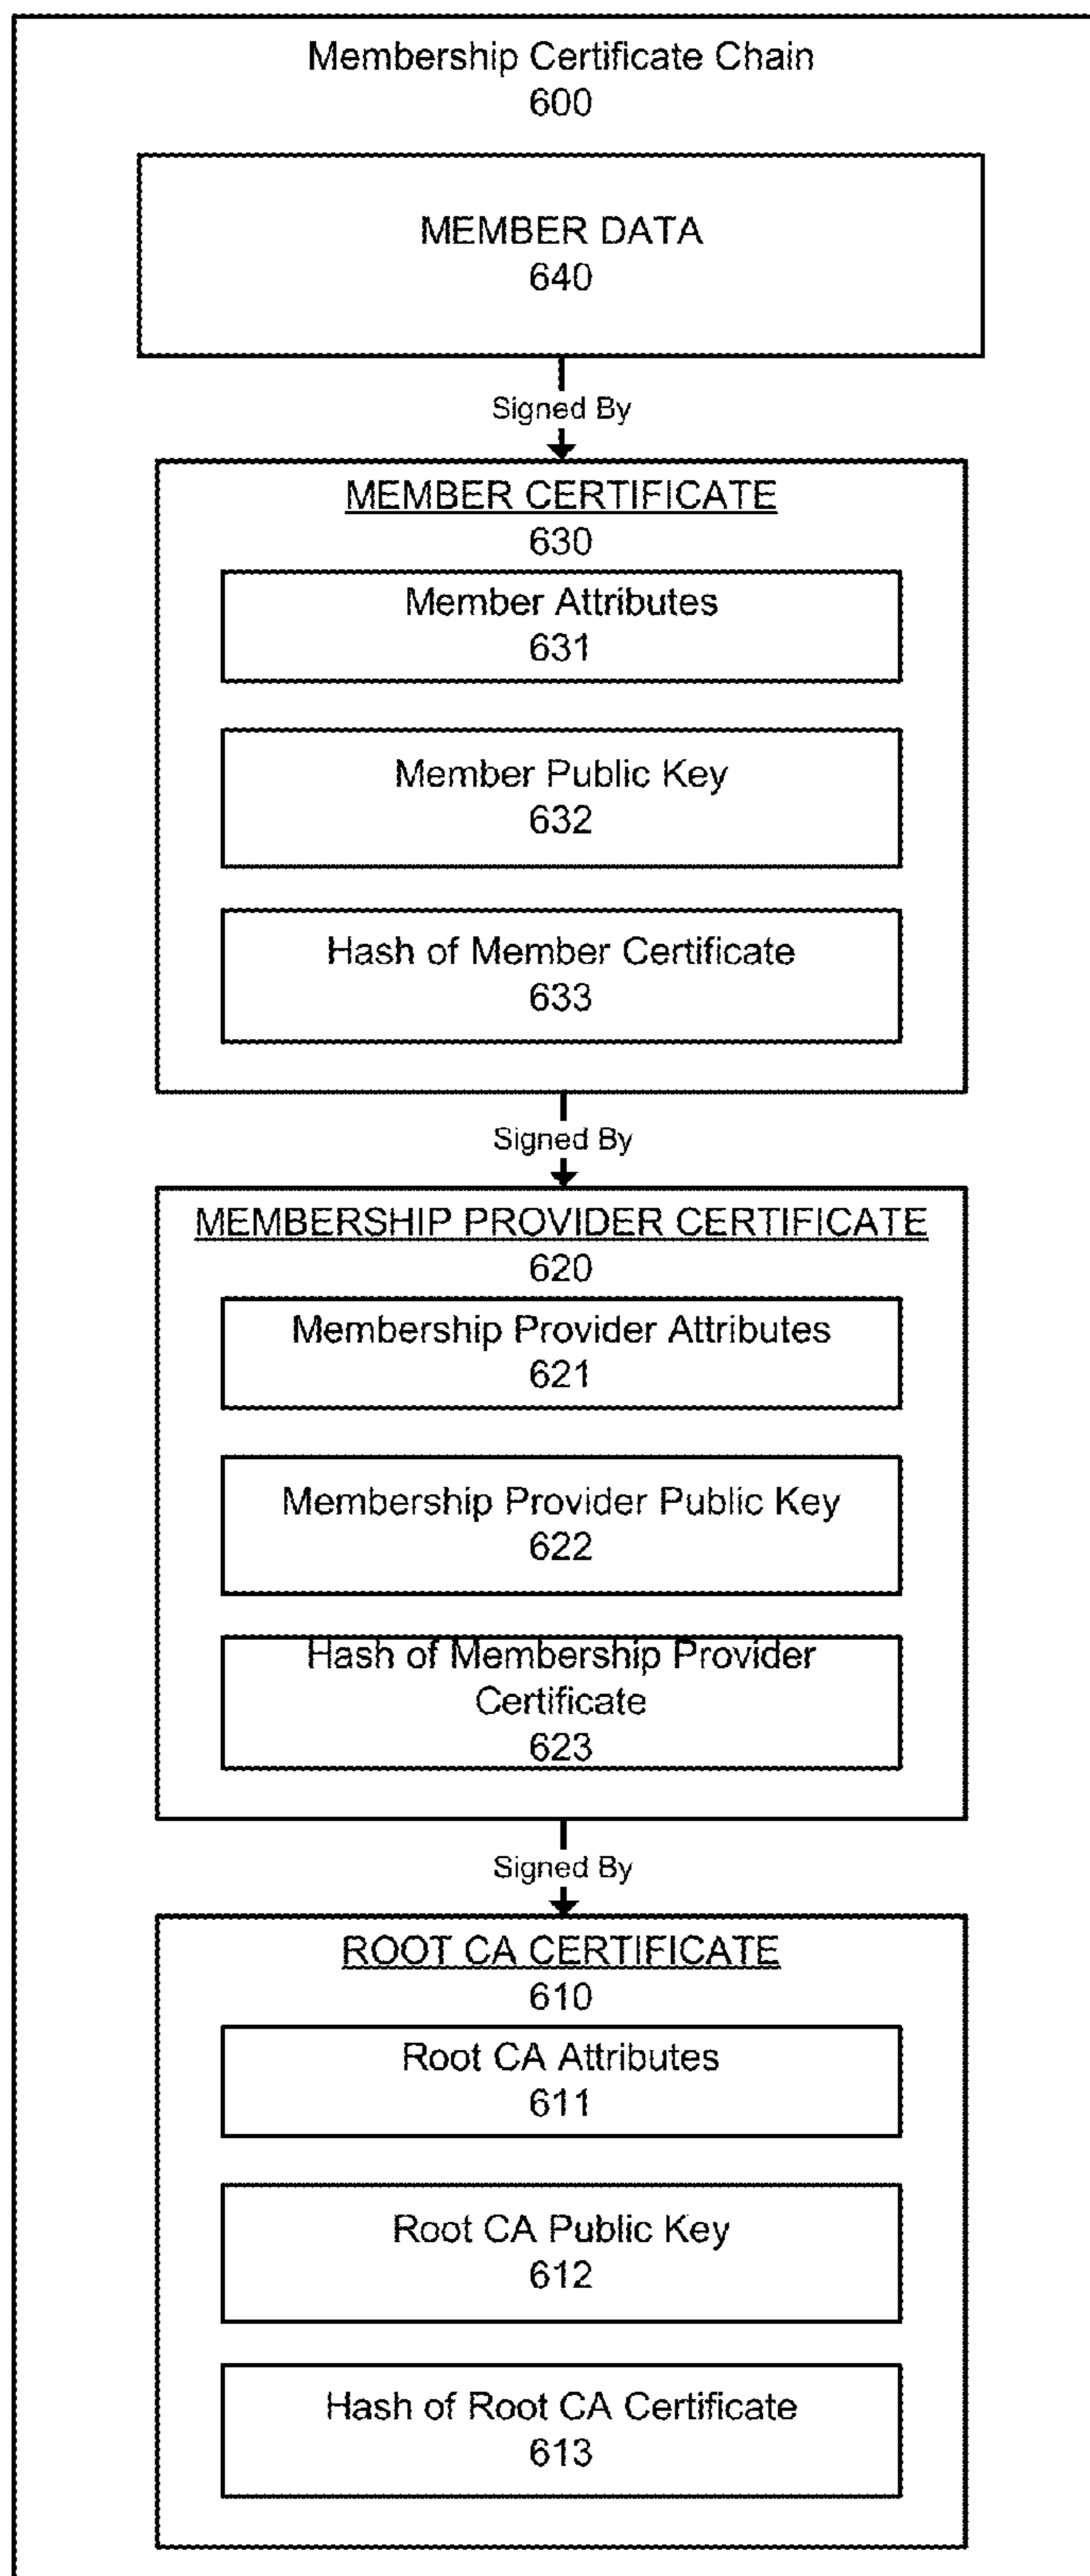 Membership Certificate Chain
600
MEMBER DATA
640
Signed By
MEMBER CERTIFICATE
630
Member Attributes
631
Member Public Key
632
Hash of Member Certificate
633
Signed By
MEMBERSHIP PROVIDER CERTIFICATE
620
Membership Provider Attributes
621
Membership Provider Public Key
622
Hash of Membership Provider
Certificate
623
Signed By
ROOT CA CERTIFICATE
610
Root CA Attributes
611
Root CA Public Key
612
Hash of Root CA Certificate
613